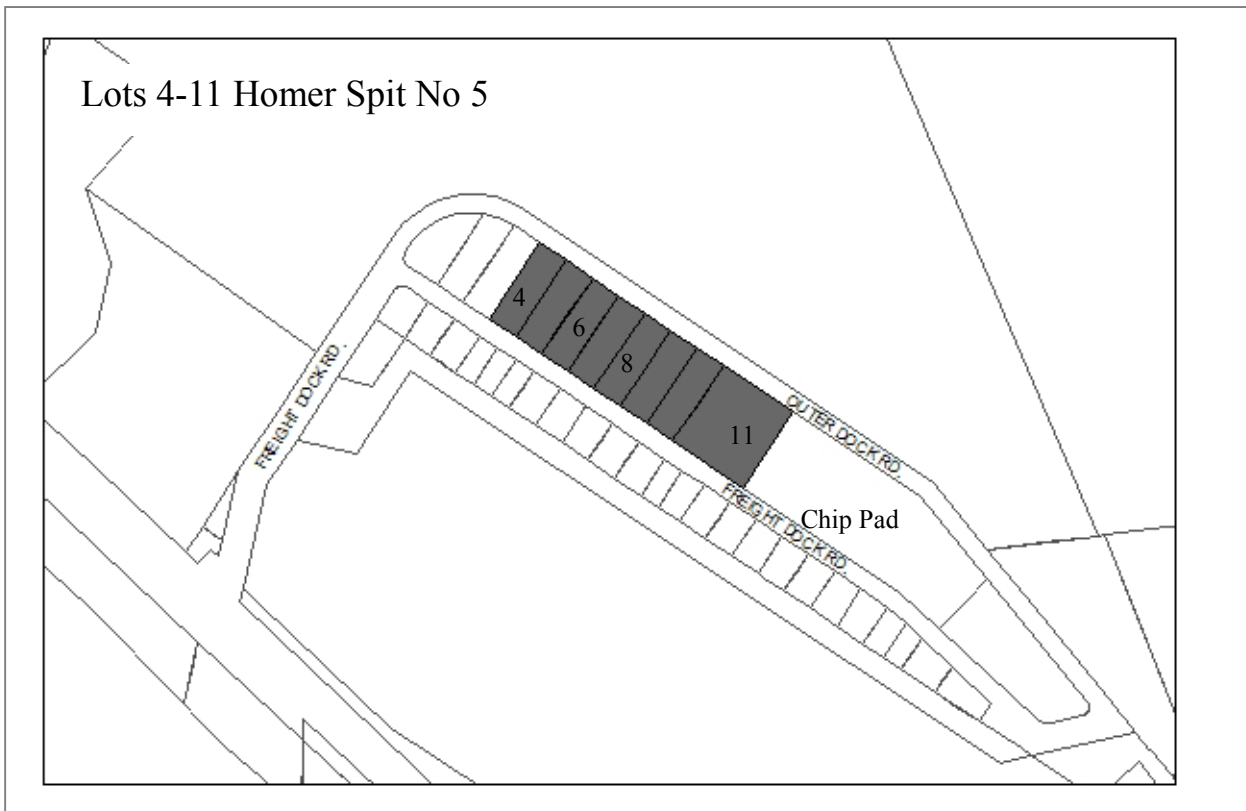 Lots 4-11 Homer Spit No 5
4
6
8
11
FREIGHT DOCK RD.
OUTER DOCK RD.
FREIGHT DOCK RD.
Chip Pad